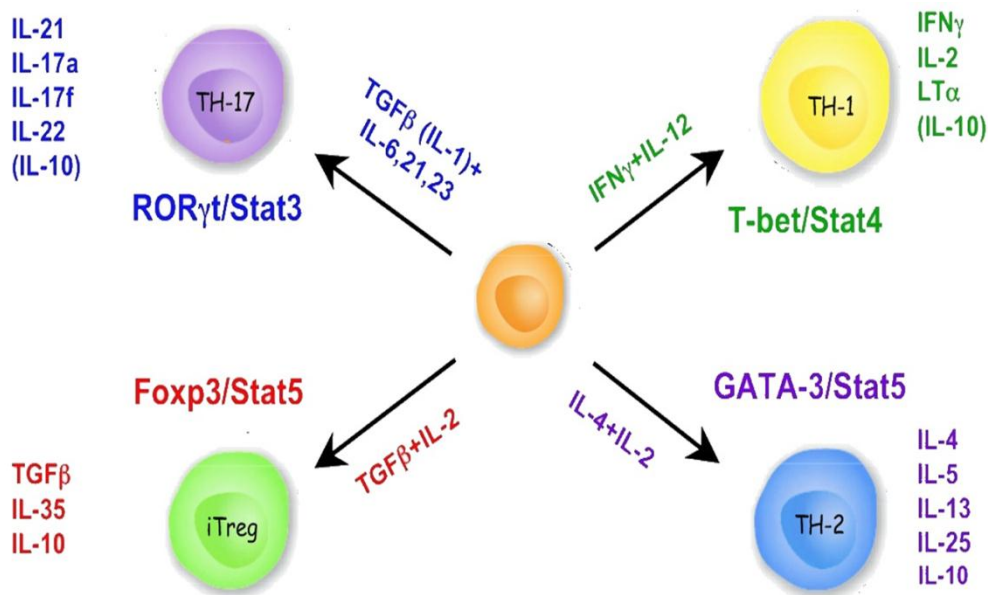 IL-21
IL-17a
IL-17f
IL-22
(IL-10)
TH-17
RORγt/Stat3
TGFβ (IL-1)+
IL-6,21,23
IFNγ+IL-12
TH-1
T-bet/Stat4
IFNγ
IL-2
LTα
(IL-10)
Foxp3/Stat5
TGFβ
IL-35
IL-10
iTreg
TGFβ+IL-2
IL-4+IL-2
GATA-3/Stat5
TH-2
IL-4
IL-5
IL-13
IL-25
IL-10